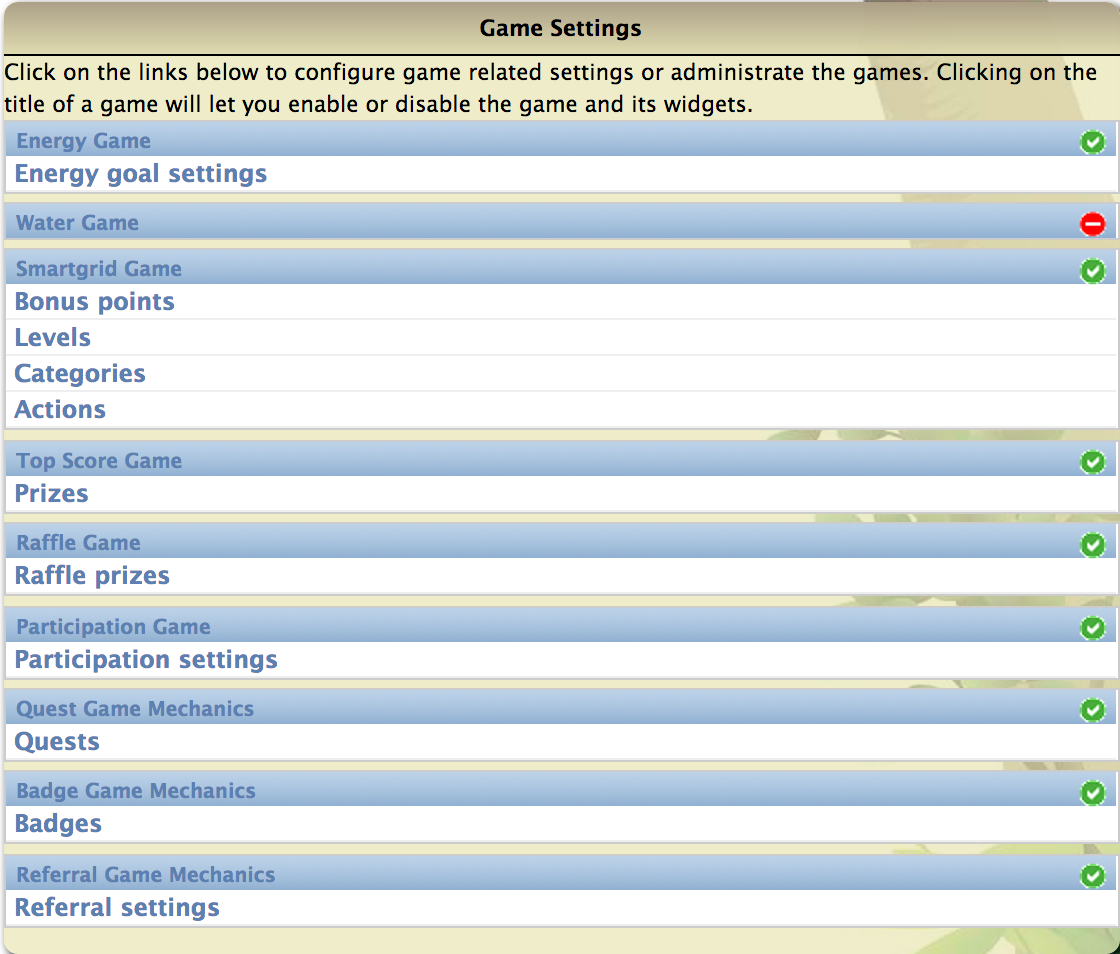 Game Settings
Click on the links below to configure game related settings or administrate the games. Clicking on the
title of a game will let you enable or disable the game and its widgets.
Energy Game
Energy goal settings
Water Game
Smartgrid Game
Bonus points
Levels
Categories
Actions
Top Score Game
Prizes
Raffle Game
Raffle prizes
Participation Game
Participation settings
Quest Game Mechanics
Quests
Badge Game Mechanics
Badges
Referral Game Mechanics
Referral settings